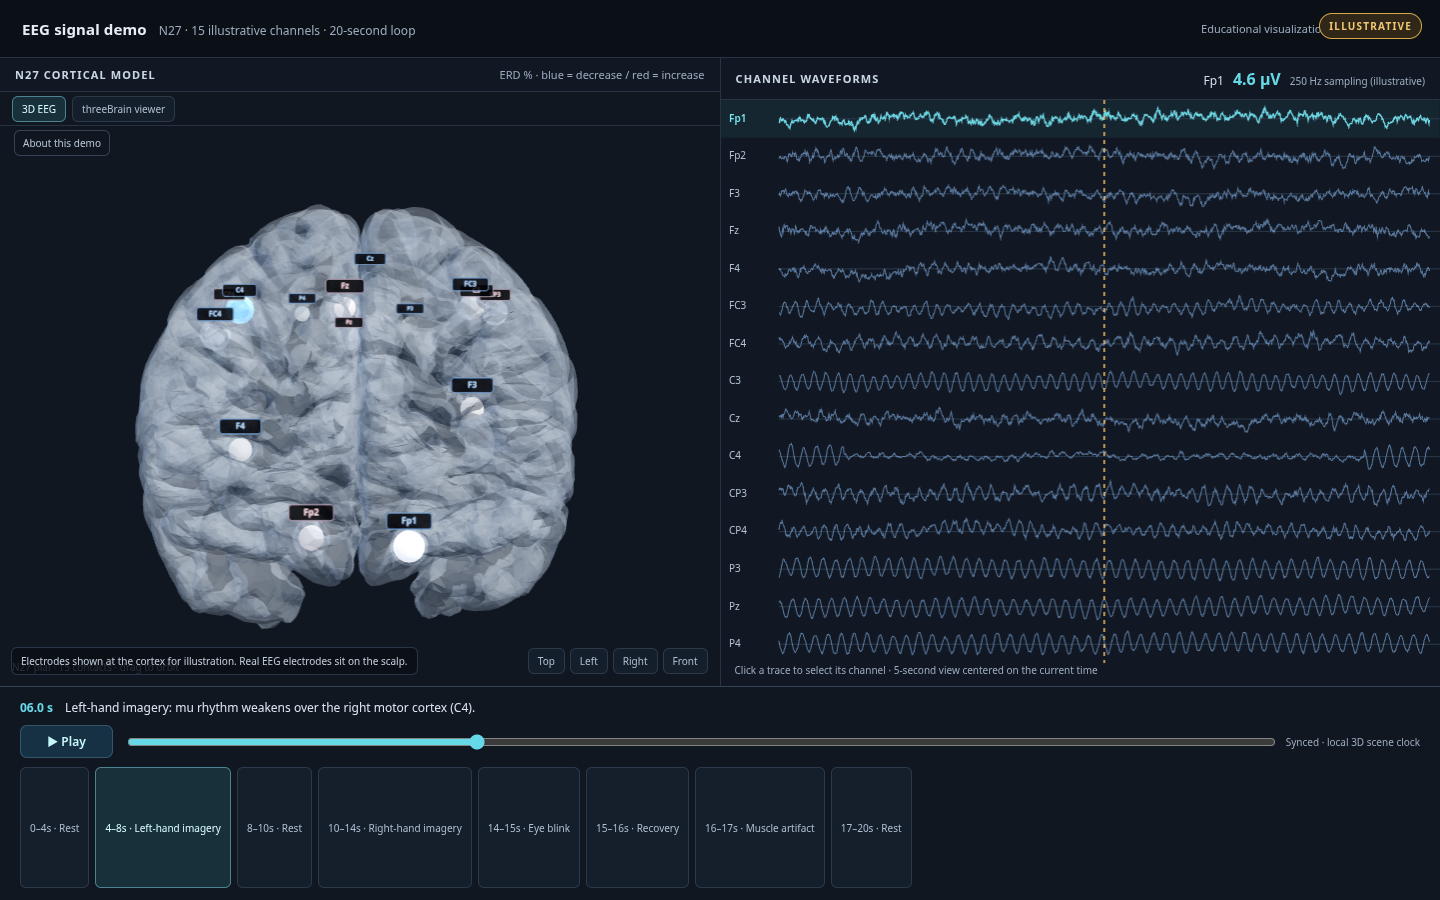 EEG signal demo N27 · 15 illustrative channels · 20-second loop
Educational visualizatio ILLUSTRATIVE
N27 CORTICAL MODEL ERD % · blue = decrease / red = increase
3D EEG threeBrain viewer
About this demo
Cz
C4 P4 Fz P3 FC3 P3
FC4 Pz
F3
F4
Fp2 Fp1
Electrodes shown at the cortex for illustration. Real EEG electrodes sit on the scalp.
Top Left Right Front
CHANNEL WAVEFORMS Fp1 4.6 µV 250 Hz sampling (illustrative)
Fp1
Fp2
F3
Fz
F4
FC3
FC4
C3
Cz
C4
CP3
CP4
P3
Pz
P4
Click a trace to select its channel · 5-second view centered on the current time
06.0 s Left-hand imagery: mu rhythm weakens over the right motor cortex (C4).
▶ Play Synced · local 3D scene clock
0–4s · Rest 4–8s · Left-hand imagery 8–10s · Rest 10–14s · Right-hand imagery 14–15s · Eye blink 15–16s · Recovery 16–17s · Muscle artifact 17–20s · Rest